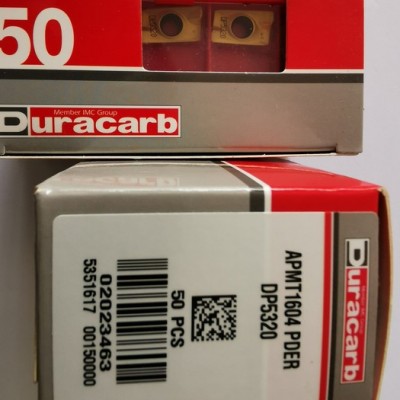 50
Member IMC Group
Duracarb
Duracarb
APMT1604 PDER
DP5320
50 PCS
02023463
5351617 00150000